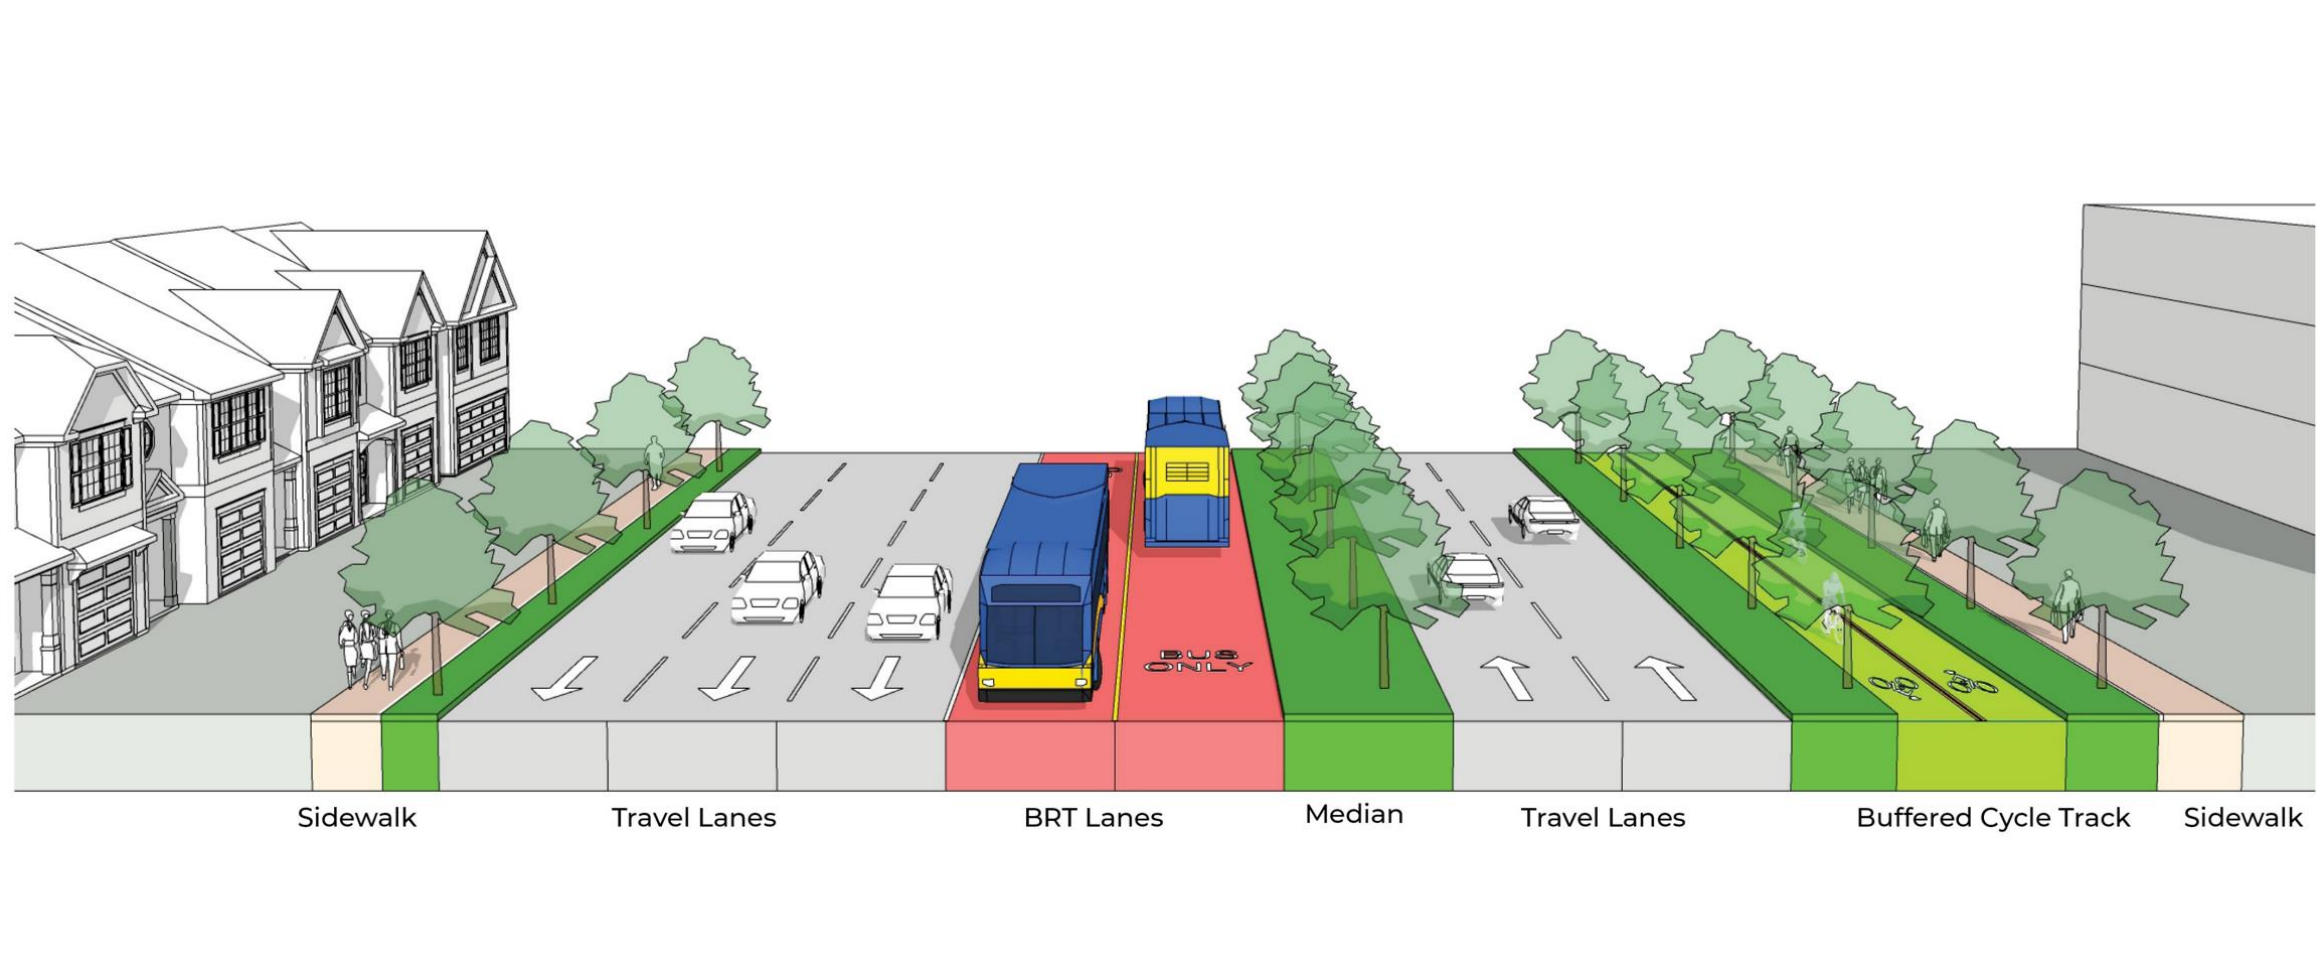 BUS
ONLY
Sidewalk
Travel Lanes
BRT Lanes
Median
Travel Lanes
Buffered Cycle Track
Sidewalk